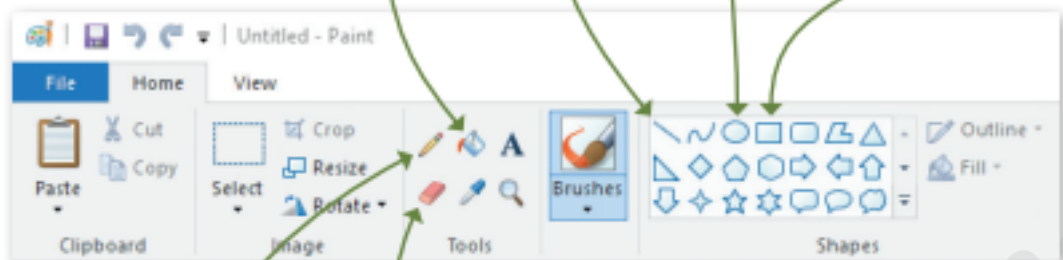 Untitled - Paint
File Home View
Cut
Copy
Paste
Clipboard
Select
Crop
Resize
Rotate
Image
A
Tools
Brushes
Shapes
Outline
Fill